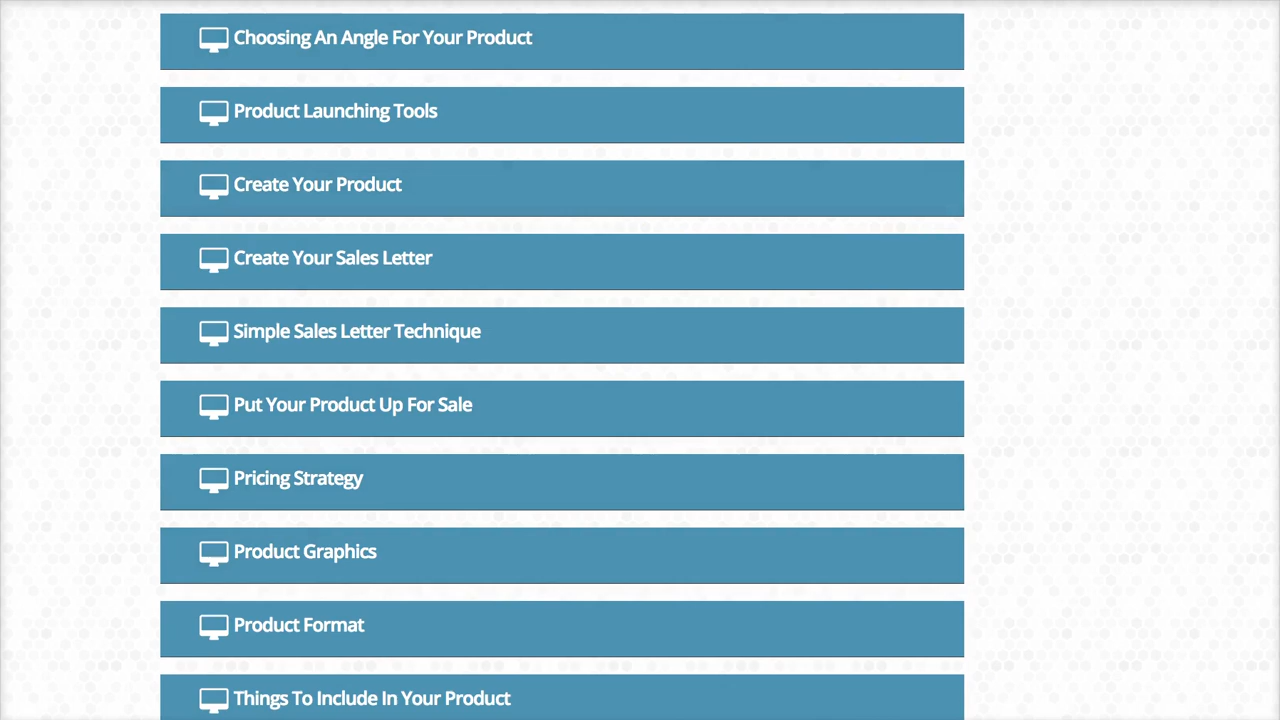 Choosing An Angle For Your Product
Product Launching Tools
Create Your Product
Create Your Sales Letter
Simple Sales Letter Technique
Put Your Product Up For Sale
Pricing Strategy
Product Graphics
Product Format
Things To Include In Your Product